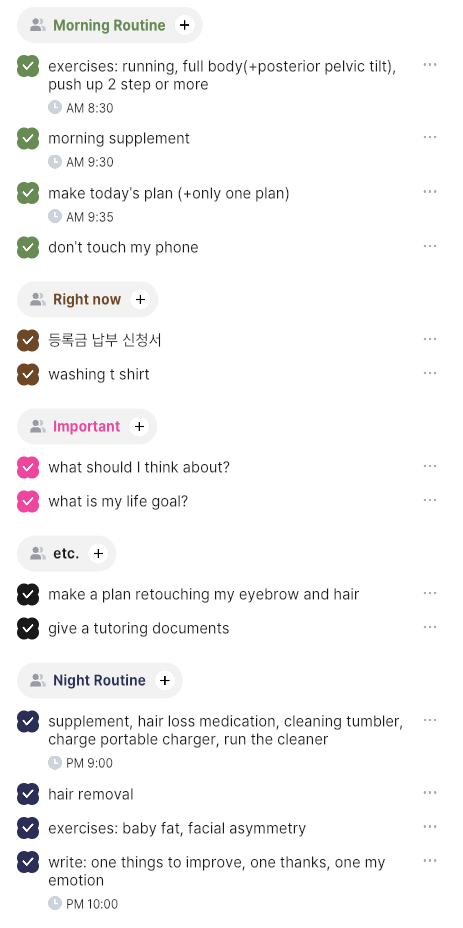 Morning Routine +
exercises: running, full body(+posterior pelvic tilt),
push up 2 step or more
AM 8:30
morning supplement
AM 9:30
make today's plan (+only one plan)
AM 9:35
don't touch my phone
Right now +
등록금 납부 신청서
washing t shirt
Important +
what should I think about?
what is my life goal?
etc. +
make a plan retouching my eyebrow and hair
give a tutoring documents
Night Routine +
supplement, hair loss medication, cleaning tumbler,
charge portable charger, run the cleaner
PM 9:00
hair removal
exercises: baby fat, facial asymmetry
write: one things to improve, one thanks, one my
emotion
PM 10:00